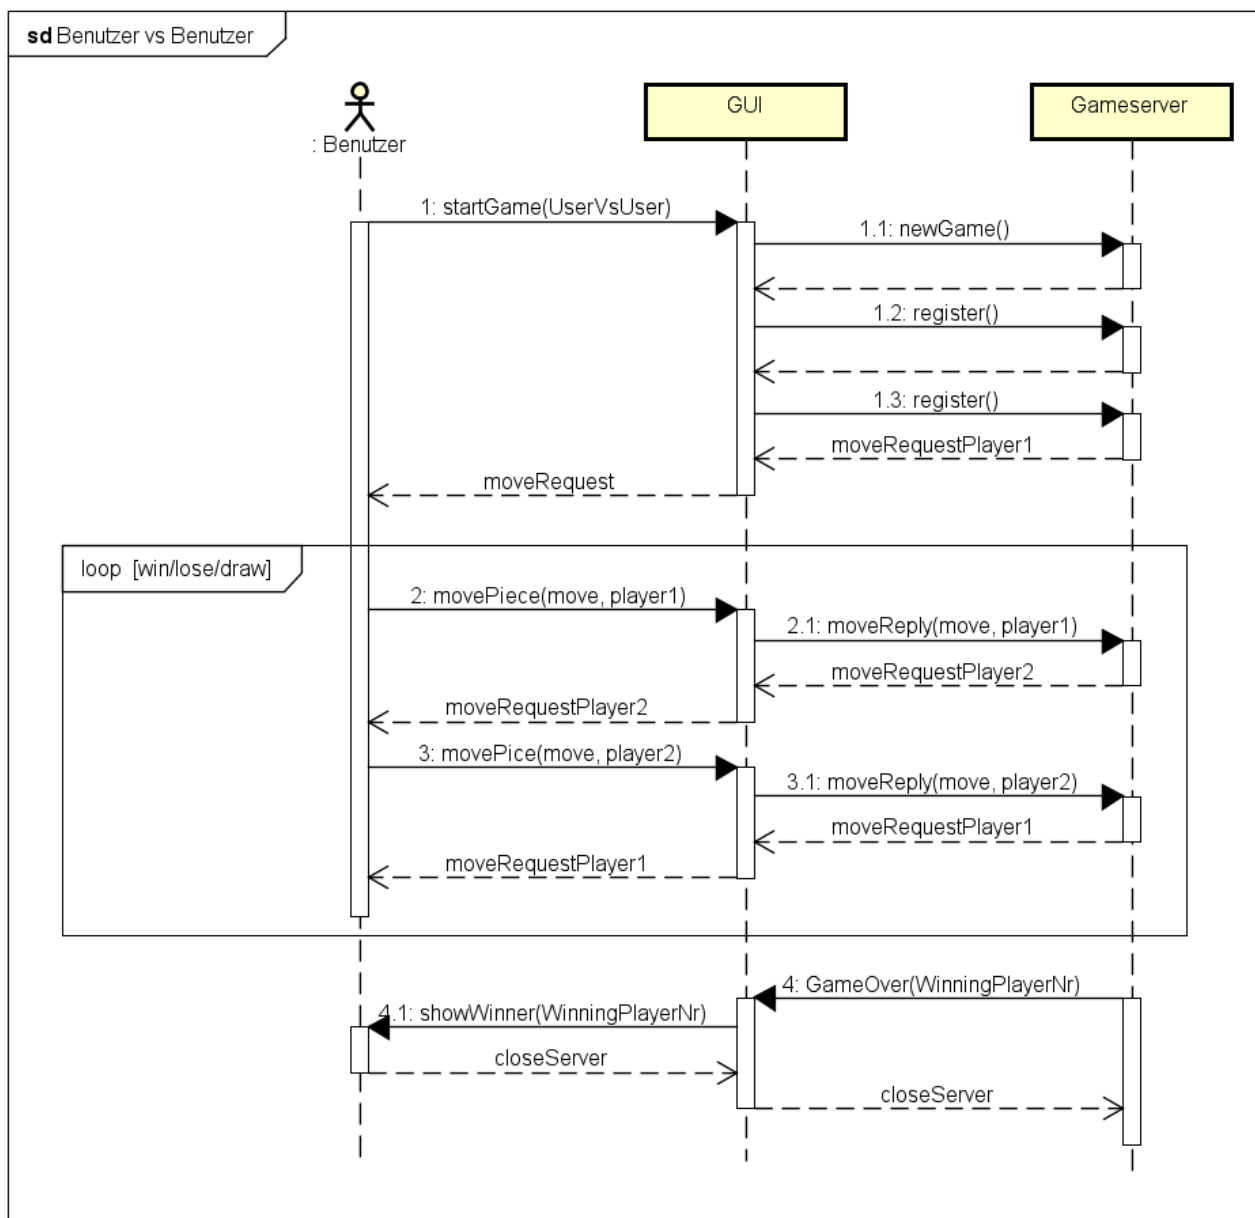 sd Benutzer vs Benutzer
: Benutzer
GUI
Gameserver
1: startGame(UserVsUser)
1.1: newGame()
1.2: register()
1.3: register()
moveRequestPlayer1
moveRequest
loop [win/lose/draw]
2: movePiece(move, player1)
2.1: moveReply(move, player1)
moveRequestPlayer2
moveRequestPlayer2
3: movePice(move, player2)
3.1: moveReply(move, player2)
moveRequestPlayer1
moveRequestPlayer1
4: GameOver(WinningPlayerNr)
4.1: showWinner(WinningPlayerNr)
closeServer
closeServer